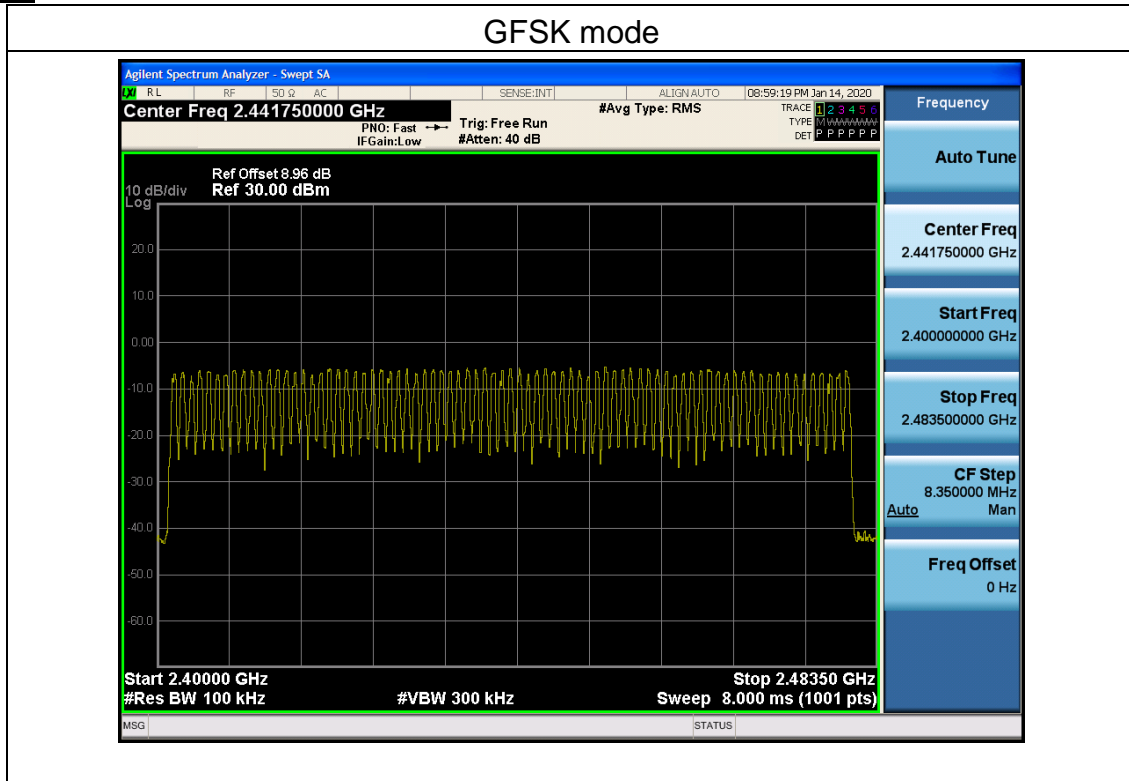 GFSK mode
Agilent Spectrum Analyzer - Swept SA
LXI RL RF 50 Ω AC SENSE:INT ALIGN AUTO 08:59:19 PM Jan 14, 2020
Center Freq 2.441750000 GHz #Avg Type: RMS TRACE 1 2 3 4 5 6
PNO: Fast Trig: Free Run TYPE M WWWWW
IFGain:Low #Atten: 40 dB DET P P P P P P
Ref Offset 8.96 dB
10 dB/div Ref 30.00 dBm
Log
20.0
10.0
0.00
-10.0
-20.0
-30.0
-40.0
-50.0
-60.0
Start 2.40000 GHz Stop 2.48350 GHz
#Res BW 100 kHz #VBW 300 kHz Sweep 8.000 ms (1001 pts)
MSG STATUS
Frequency
Auto Tune
Center Freq
2.441750000 GHz
Start Freq
2.400000000 GHz
Stop Freq
2.483500000 GHz
CF Step
8.350000 MHz
Auto Man
Freq Offset
0 Hz